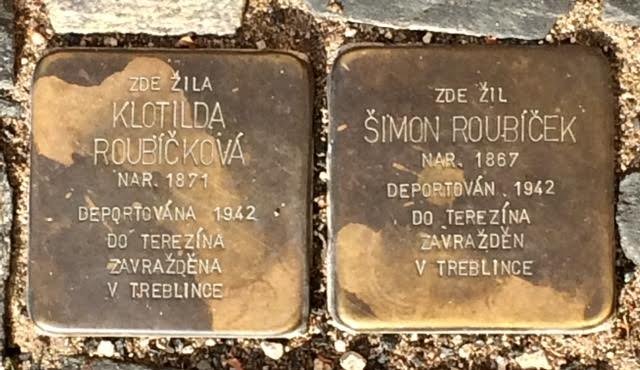 ZDE ŽILA
KLOTILDA
ROUBÍČKOVÁ
NAR. 1871
DEPORTOVÁNA 1942
DO TEREZÍNA
ZAVRAŽDĚNA
V TREBLINCE
ZDE ŽIL
ŠIMON ROUBÍČEK
NAR. 1867
DEPORTOVÁN 1942
DO TEREZÍNA
ZAVRAŽDĚN
V TREBLINCE